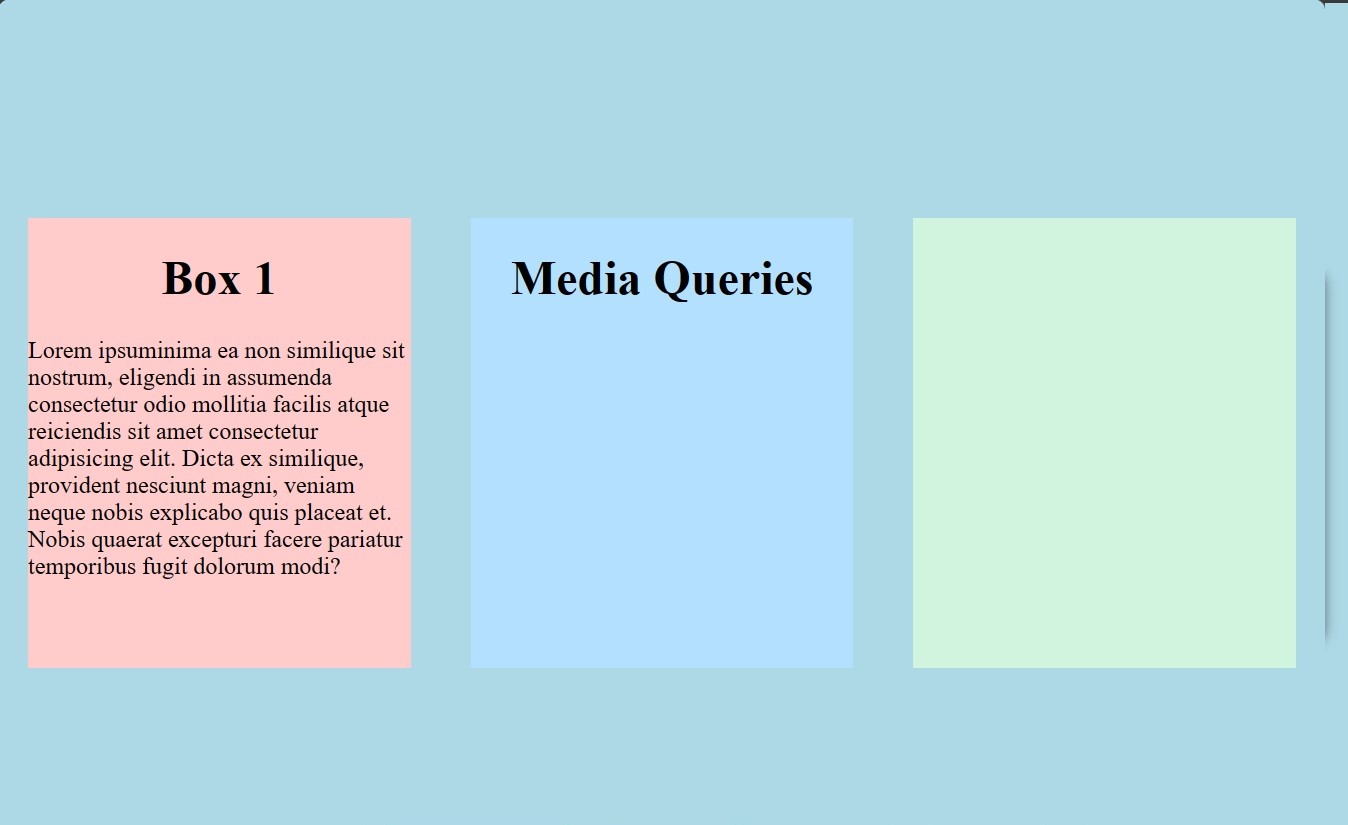 Box 1
Lorem ipsuminima ea non similique sit
nostrum, eligendi in assumenda
consectetur odio mollitia facilis atque
reiciendis sit amet consectetur
adipisicing elit. Dicta ex similique,
provident nesciunt magni, veniam
neque nobis explicabo quis placeat et.
Nobis quaerat excepturi facere pariatur
temporibus fugit dolorum modi?
Media Queries